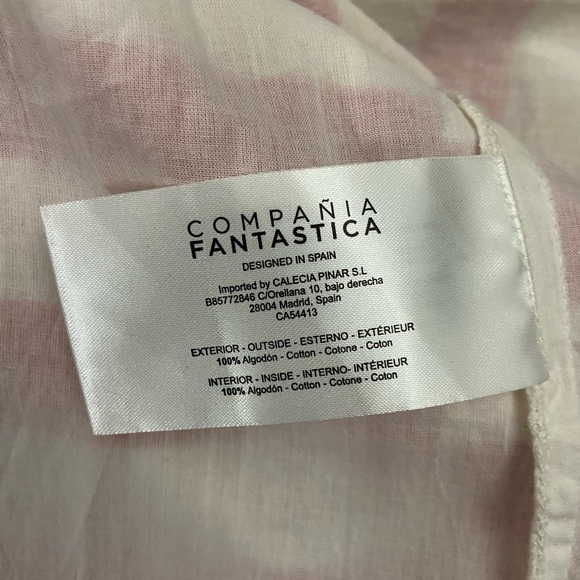 COMPAÑIA
FANTASTICA
DESIGNED IN SPAIN
Imported by CALECIA PINAR S.L
B85772846 C/Orellana 10, bajo derecha
28004 Madrid, Spain
CA54413
EXTERIOR - OUTSIDE - ESTERNO - EXTÉRIEUR
100% Algodón - Cotton - Cotone - Coton
INTERIOR - INSIDE - INTERNO- INTÉRIEUR
100% Algodón - Cotton - Cotone - Coton